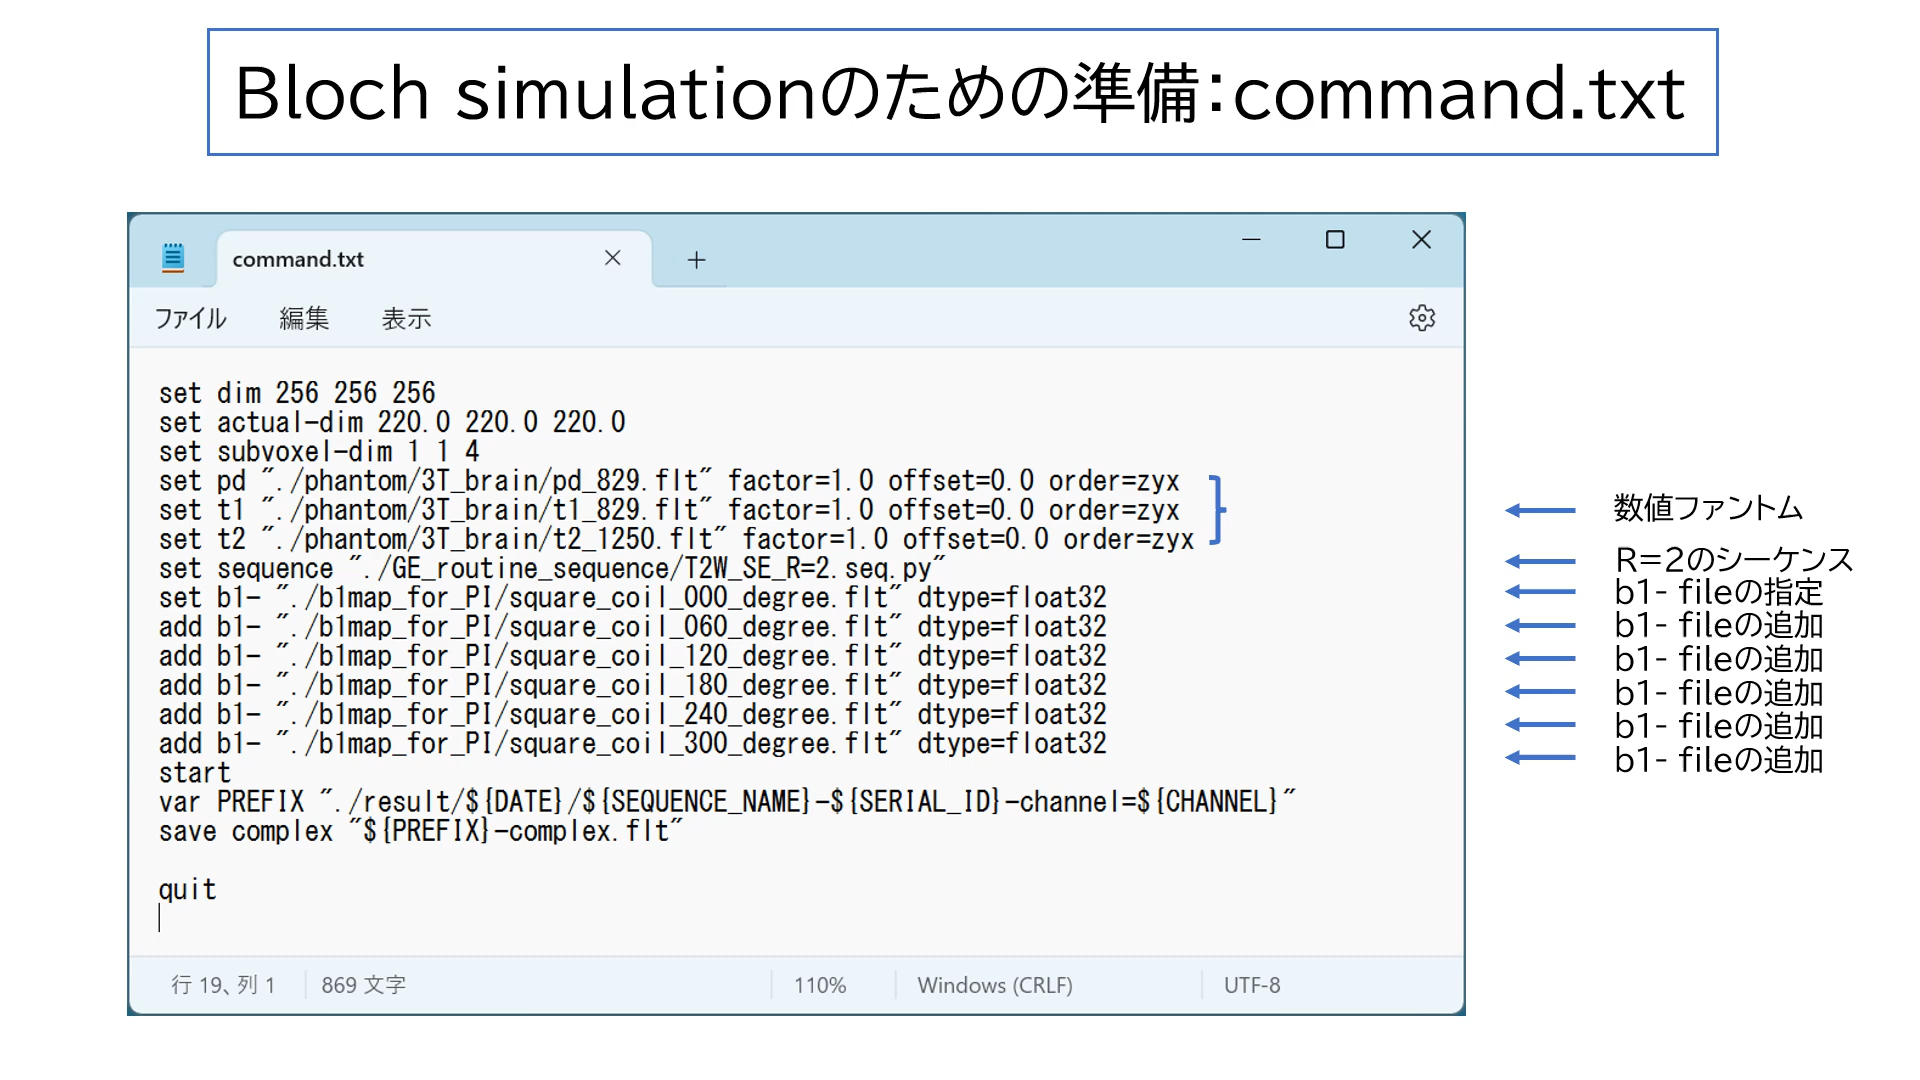 Bloch simulationのための準備：command.txt
command.txt
ファイル 編集 表示
set dim 256 256 256
set actual-dim 220.0 220.0 220.0
set subvoxel-dim 1 1 4
set pd "./phantom/3T_brain/pd_829.flt" factor=1.0 offset=0.0 order=zyx
set t1 "./phantom/3T_brain/t1_829.flt" factor=1.0 offset=0.0 order=zyx
数値ファントム
set t2 "./phantom/3T_brain/t2_1250.flt" factor=1.0 offset=0.0 order=zyx
set sequence "./GE_routine_sequence/T2W_SE_R=2.seq.py"
R=2のシーケンス
set b1- "./b1map_for_PI/square_coil_000_degree.flt" dtype=float32
b1- fileの指定
add b1- "./b1map_for_PI/square_coil_060_degree.flt" dtype=float32
b1- fileの追加
add b1- "./b1map_for_PI/square_coil_120_degree.flt" dtype=float32
b1- fileの追加
add b1- "./b1map_for_PI/square_coil_180_degree.flt" dtype=float32
b1- fileの追加
add b1- "./b1map_for_PI/square_coil_240_degree.flt" dtype=float32
b1- fileの追加
add b1- "./b1map_for_PI/square_coil_300_degree.flt" dtype=float32
b1- fileの追加
start
var PREFIX "./result/${DATE}/${SEQUENCE_NAME}-${SERIAL_ID}-channel=${CHANNEL}"
save complex "${PREFIX}-complex.flt"
quit
行 19、列 1 869 文字 110% Windows (CRLF) UTF-8